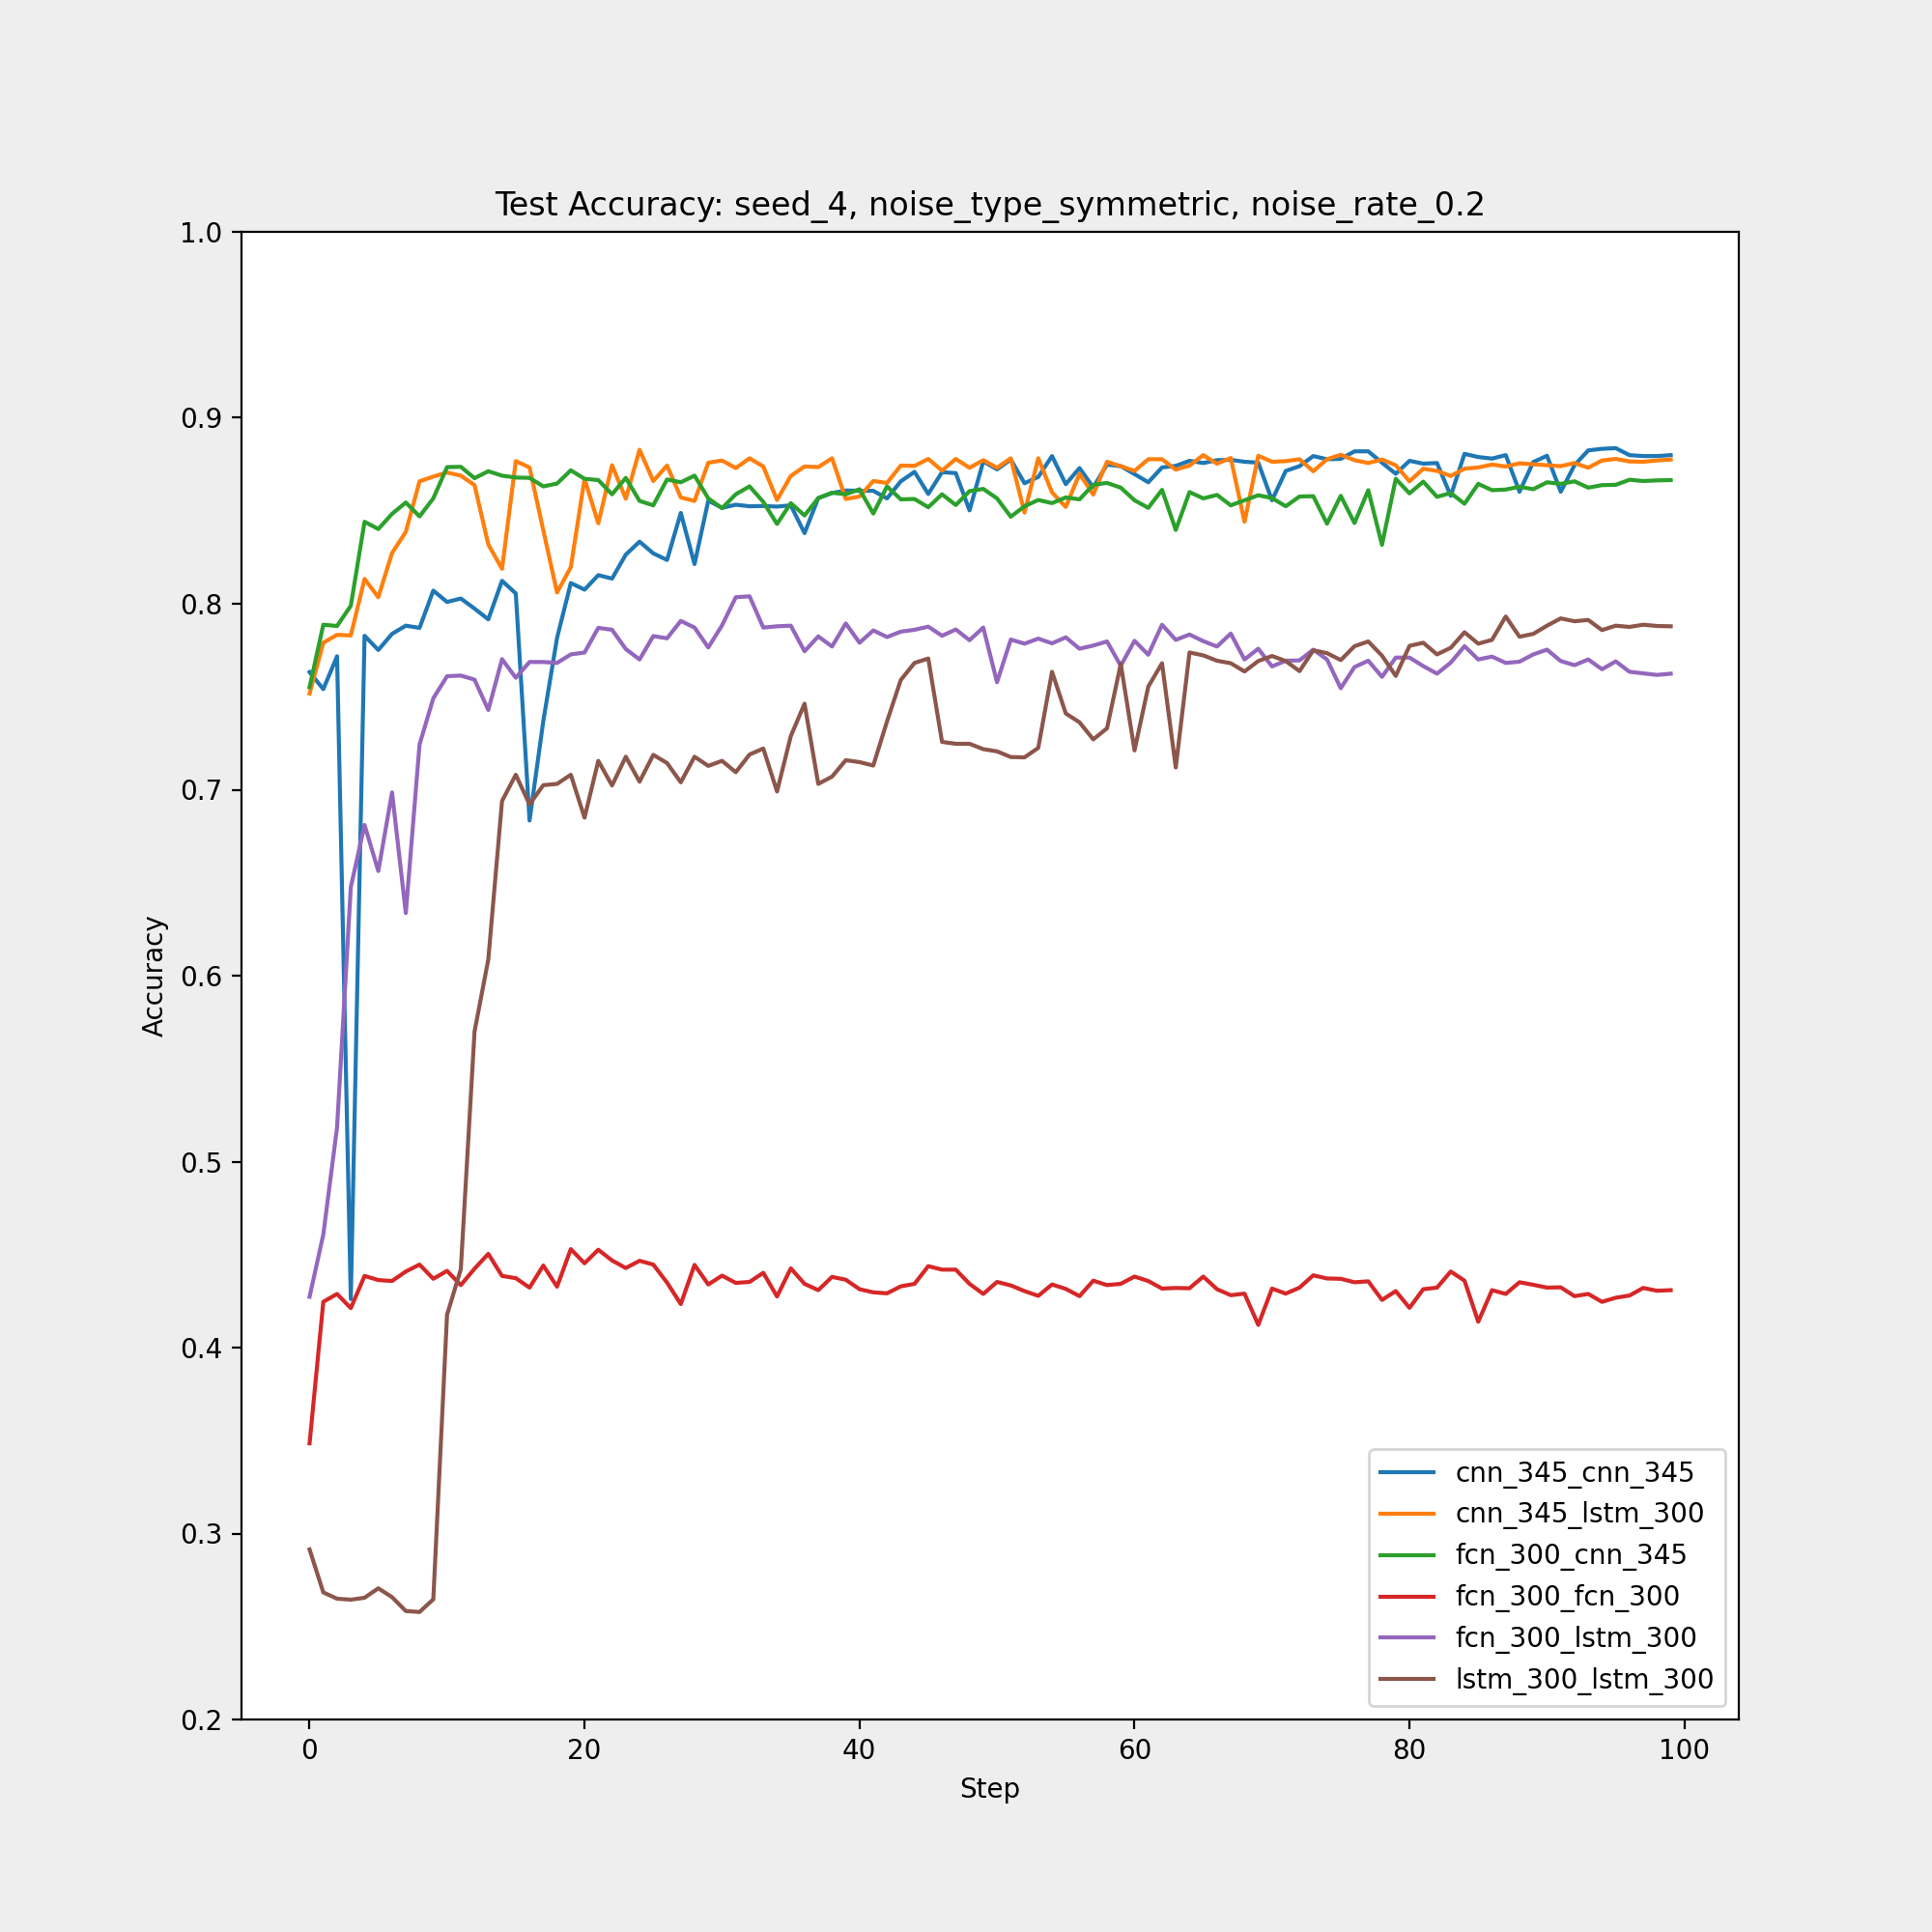 Test Accuracy: seed_4, noise_type_symmetric, noise_rate_0.2
1.0
0.9
0.8
0.7
0.6
0.5
0.4
0.3
0.2
Accuracy
0 20 40 60 80 100
Step
cnn_345_cnn_345
cnn_345_lstm_300
fcn_300_cnn_345
fcn_300_fcn_300
fcn_300_lstm_300
lstm_300_lstm_300